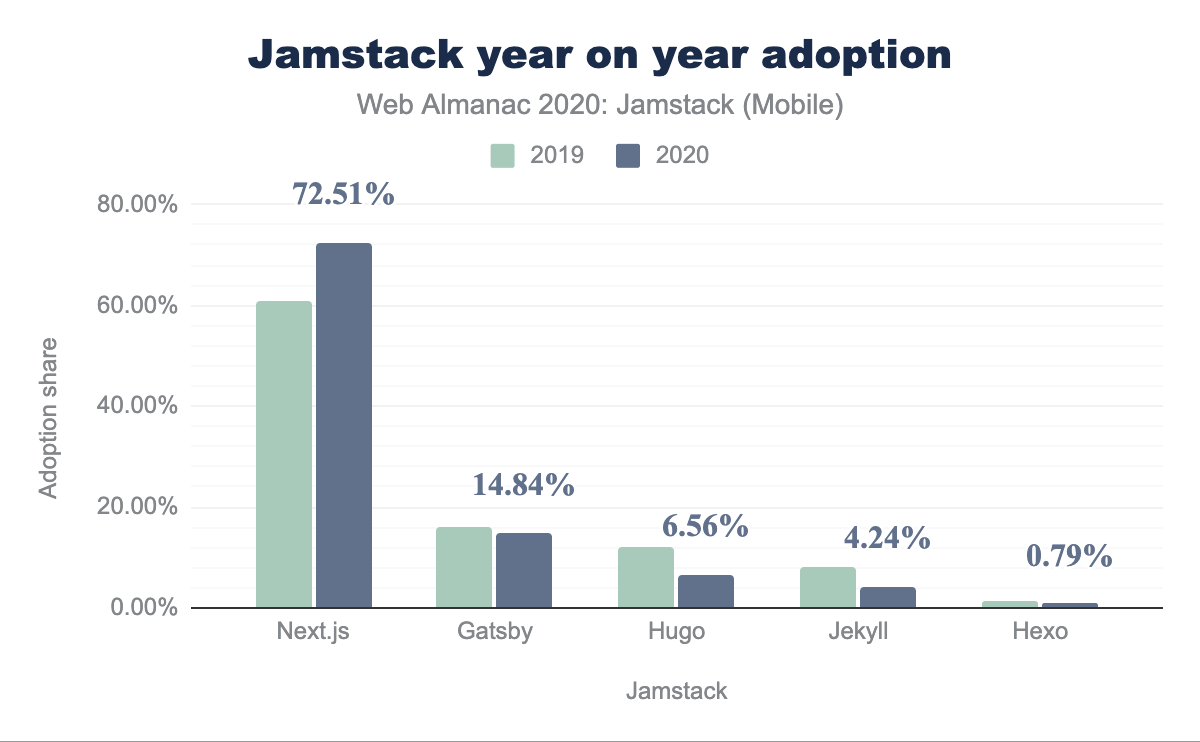 Jamstack year on year adoption
Web Almanac 2020: Jamstack (Mobile)
2019 2020
72.51%
80.00%
60.00%
40.00%
14.84%
20.00%
6.56%
4.24%
0.79%
0.00%
Adoption share
Next.js Gatsby Hugo Jekyll Hexo
Jamstack